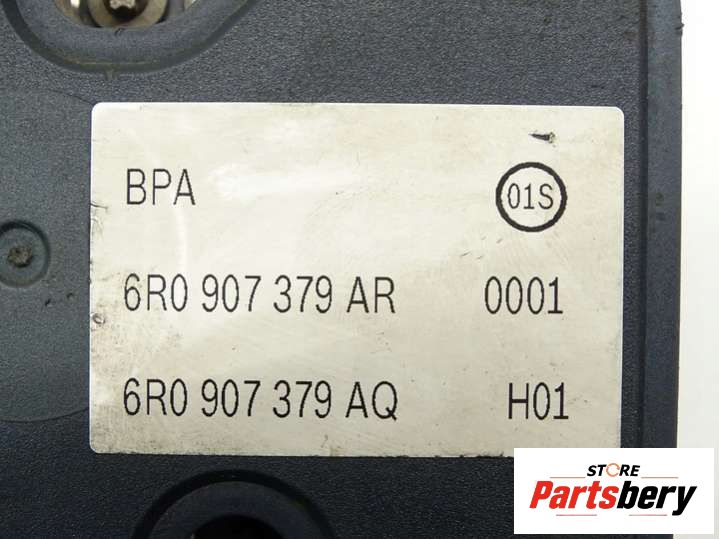 BPA 01S
6R0 907 379 AR 0001
6R0 907 379 AQ H01
STORE
Partsbery